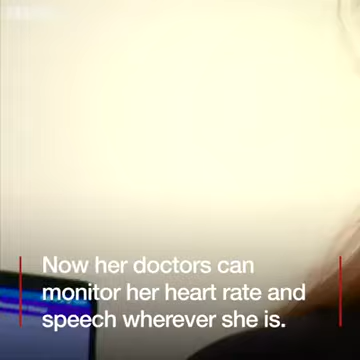 Now her doctors can
monitor her heart rate and
speech wherever she is.